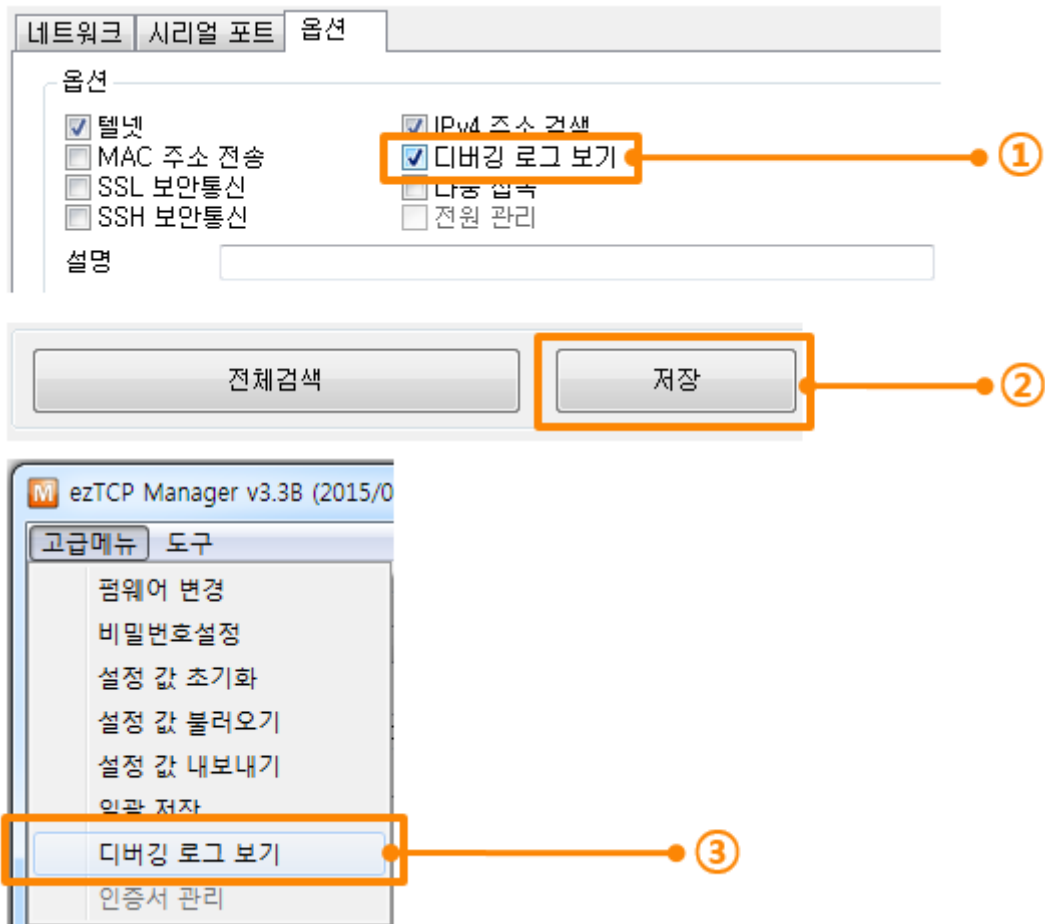 네트워크 시리얼 포트 옵션
옵션
텔넷 IPv4 주소 검색
디버깅 로그 보기 ①
MAC 주소 전송
SSL 보안통신 다중 접속
SSH 보안통신 전원 관리
설명
전체검색 저장 ②
M ezTCP Manager v3.3B (2015/0
고급메뉴 도구
펌웨어 변경
비밀번호설정
설정 값 초기화
설정 값 불러오기
설정 값 내보내기
일괄 저장
디버깅 로그 보기 ③
인증서 관리